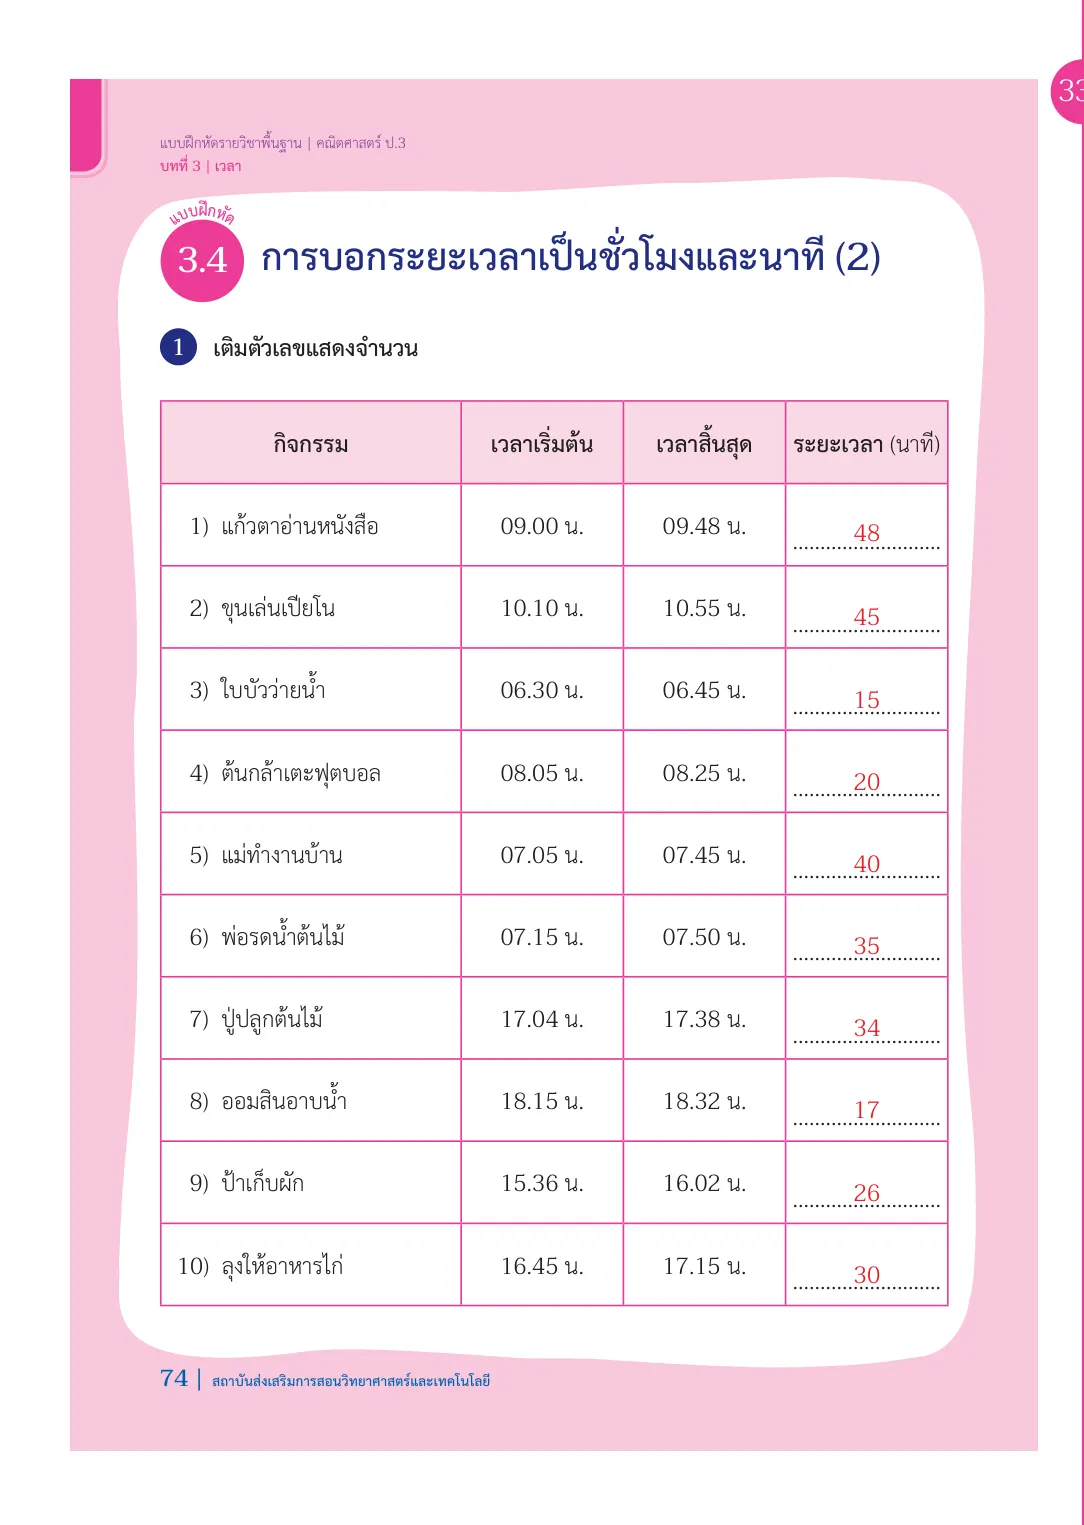 33
แบบฝึกหัดรายวิชาพื้นฐาน | คณิตศาสตร์ ป.3
บทที่ 3 | เวลา
แบบฝึกหัด
3.4 การบอกระยะเวลาเป็นชั่วโมงและนาที (2)
1 เติมตัวเลขแสดงจำนวน
กิจกรรม เวลาเริ่มต้น เวลาสิ้นสุด ระยะเวลา (นาที)
1) แก้วตาอ่านหนังสือ 09.00 น. 09.48 น. 48
2) ขุนเล่นเปียโน 10.10 น. 10.55 น. 45
3) ใบบัวว่ายน้ำ 06.30 น. 06.45 น. 15
4) ต้นกล้าเตะฟุตบอล 08.05 น. 08.25 น. 20
5) แม่ทำงานบ้าน 07.05 น. 07.45 น. 40
6) พ่อรดน้ำต้นไม้ 07.15 น. 07.50 น. 35
7) ปู่ปลูกต้นไม้ 17.04 น. 17.38 น. 34
8) ออมสินอาบน้ำ 18.15 น. 18.32 น. 17
9) ป้าเก็บผัก 15.36 น. 16.02 น. 26
10) ลุงให้อาหารไก่ 16.45 น. 17.15 น. 30
74 | สถาบันส่งเสริมการสอนวิทยาศาสตร์และเทคโนโลยี